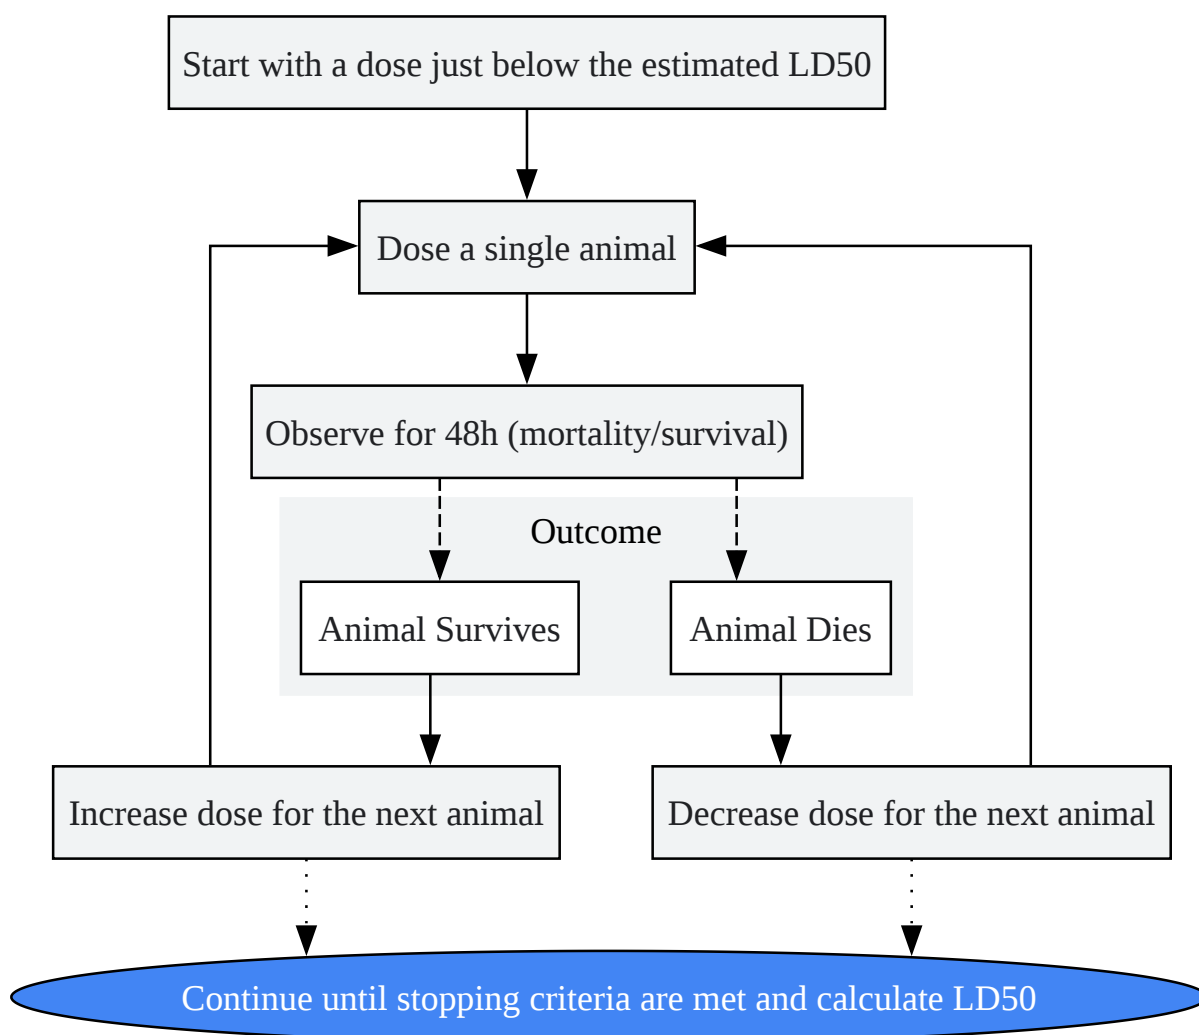 Start with a dose just below the estimated LD50
Dose a single animal
Observe for 48h (mortality/survival)
Outcome
Animal Survives
Animal Dies
Increase dose for the next animal
Decrease dose for the next animal
Continue until stopping criteria are met and calculate LD50